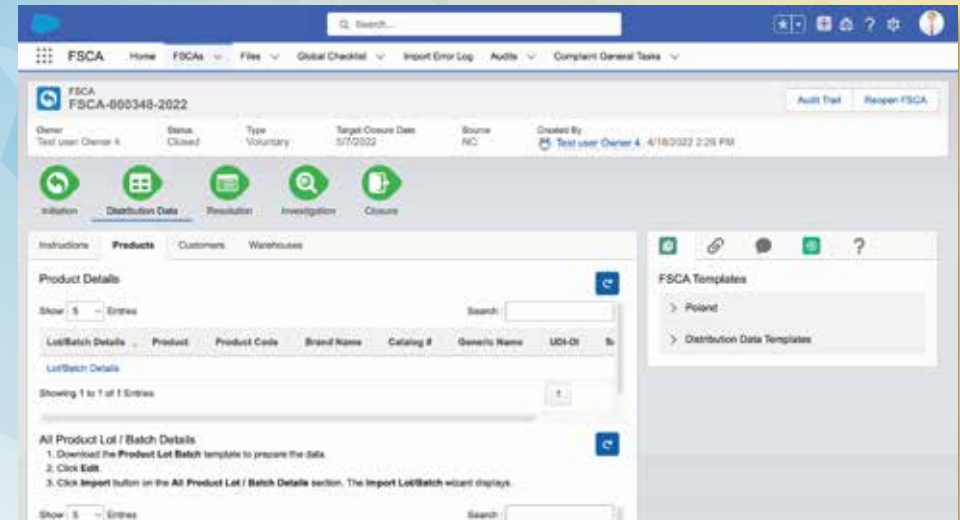 Search...
FSCA Home FSCAs Files Global Checklist Import Error Log Audits Complaint General Tasks
FSCA
FSCA-000348-2022
Audit Trail Reopen FSCA
Owner Status Type Target Closure Date Source Created By
Test user Owner 4 Closed Voluntary 5/7/2022 NC Test user Owner 4, 4/18/2022 2:26 PM
Initiation Distribution Data Resolution Investigation Closure
Instructions Products Customers Warehouses
Product Details
Show 5 Entries Search:
Lot/Batch Details Product Product Code Brand Name Catalog # Generic Name UDI-DI
Lot/Batch Details
Showing 1 to 1 of 1 Entries 1
All Product Lot / Batch Details
1. Download the Product Lot Batch template to prepare the data.
2. Click Edit.
3. Click Import button on the All Product Lot / Batch Details section. The Import Lot/Batch wizard displays.
Show 5 Entries Search:
?
FSCA Templates
> Poland
> Distribution Data Templates